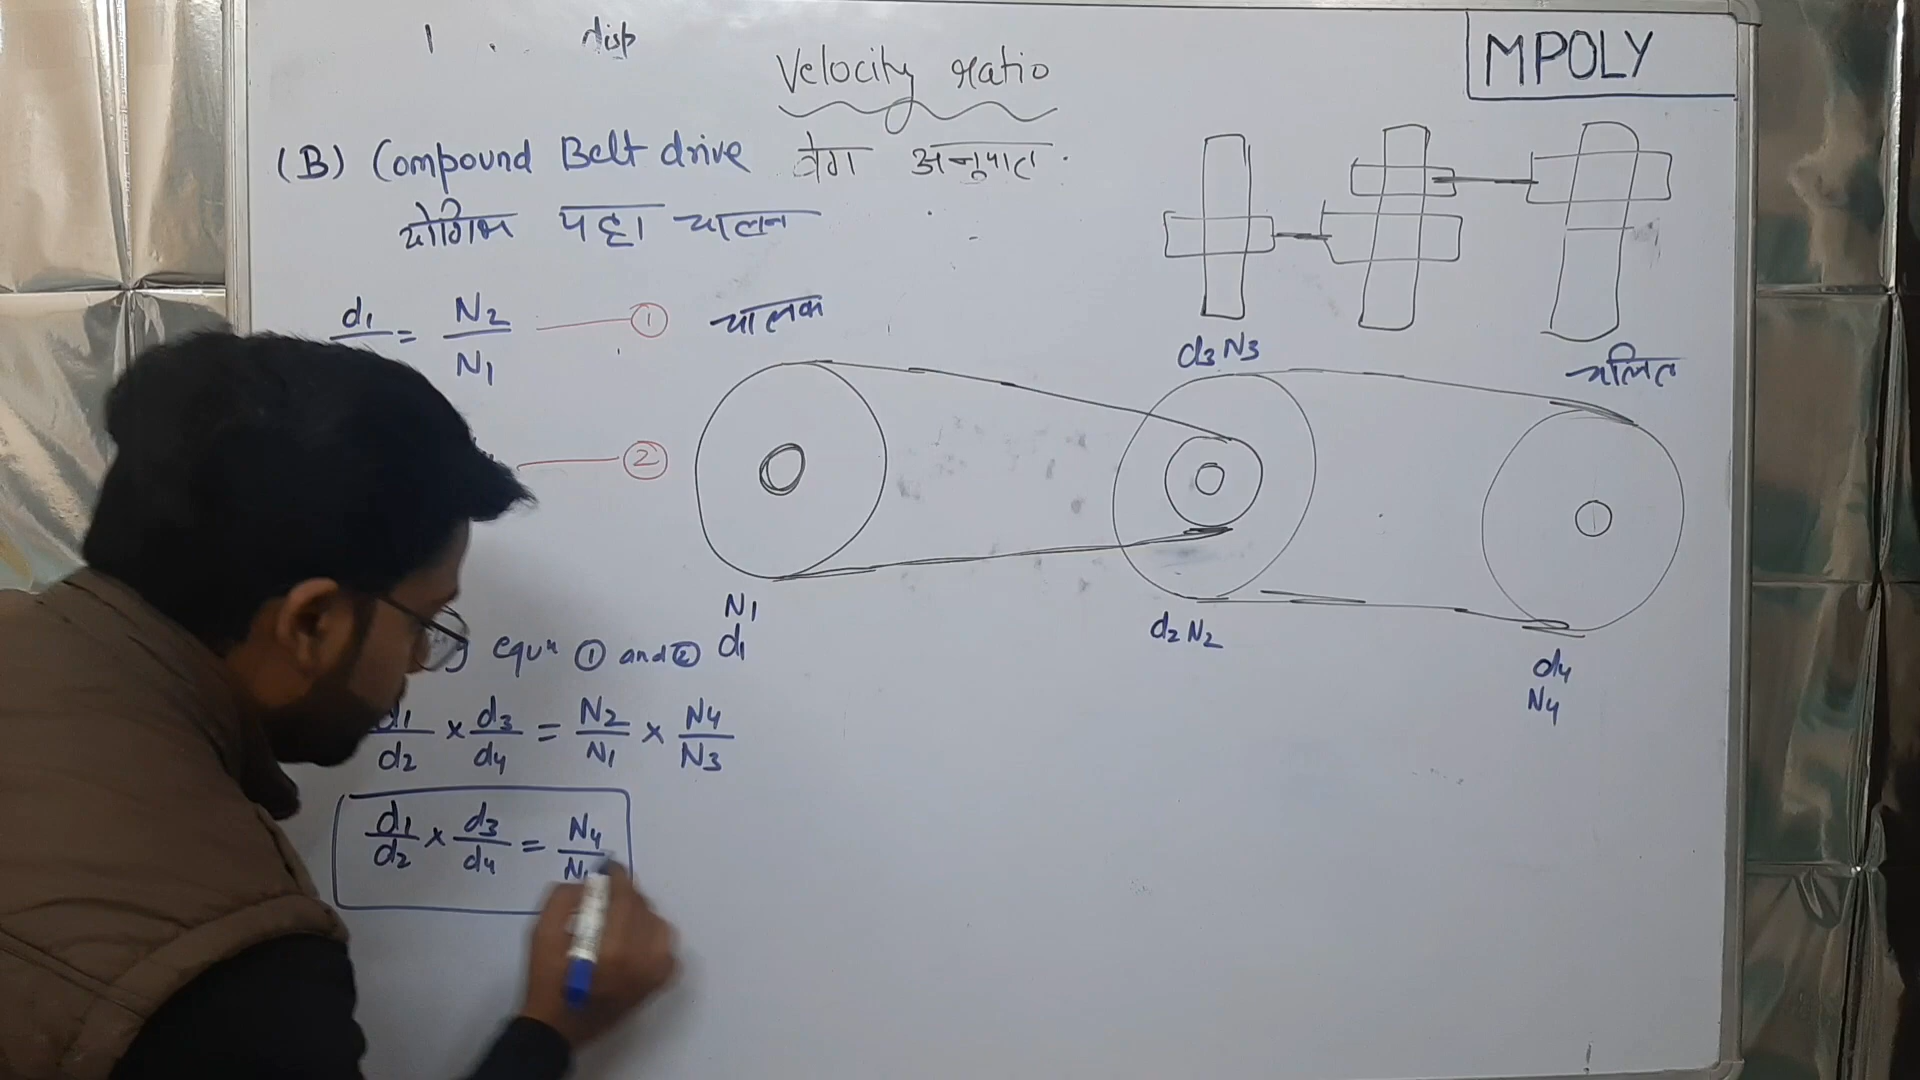 disp
Velocity ratio
MPOLY
(B) Compound Belt drive वेग अनुपात
यौगिक पट्टा चालन
d1 = N2/N1 ①
चालक
d3 N3
चलित
②
N1
d1
d2 N2
d4
N4
equn ① and ②
d1/d2 × d3/d4 = N2/N1 × N4/N3
d1/d2 × d3/d4 = N4/N1